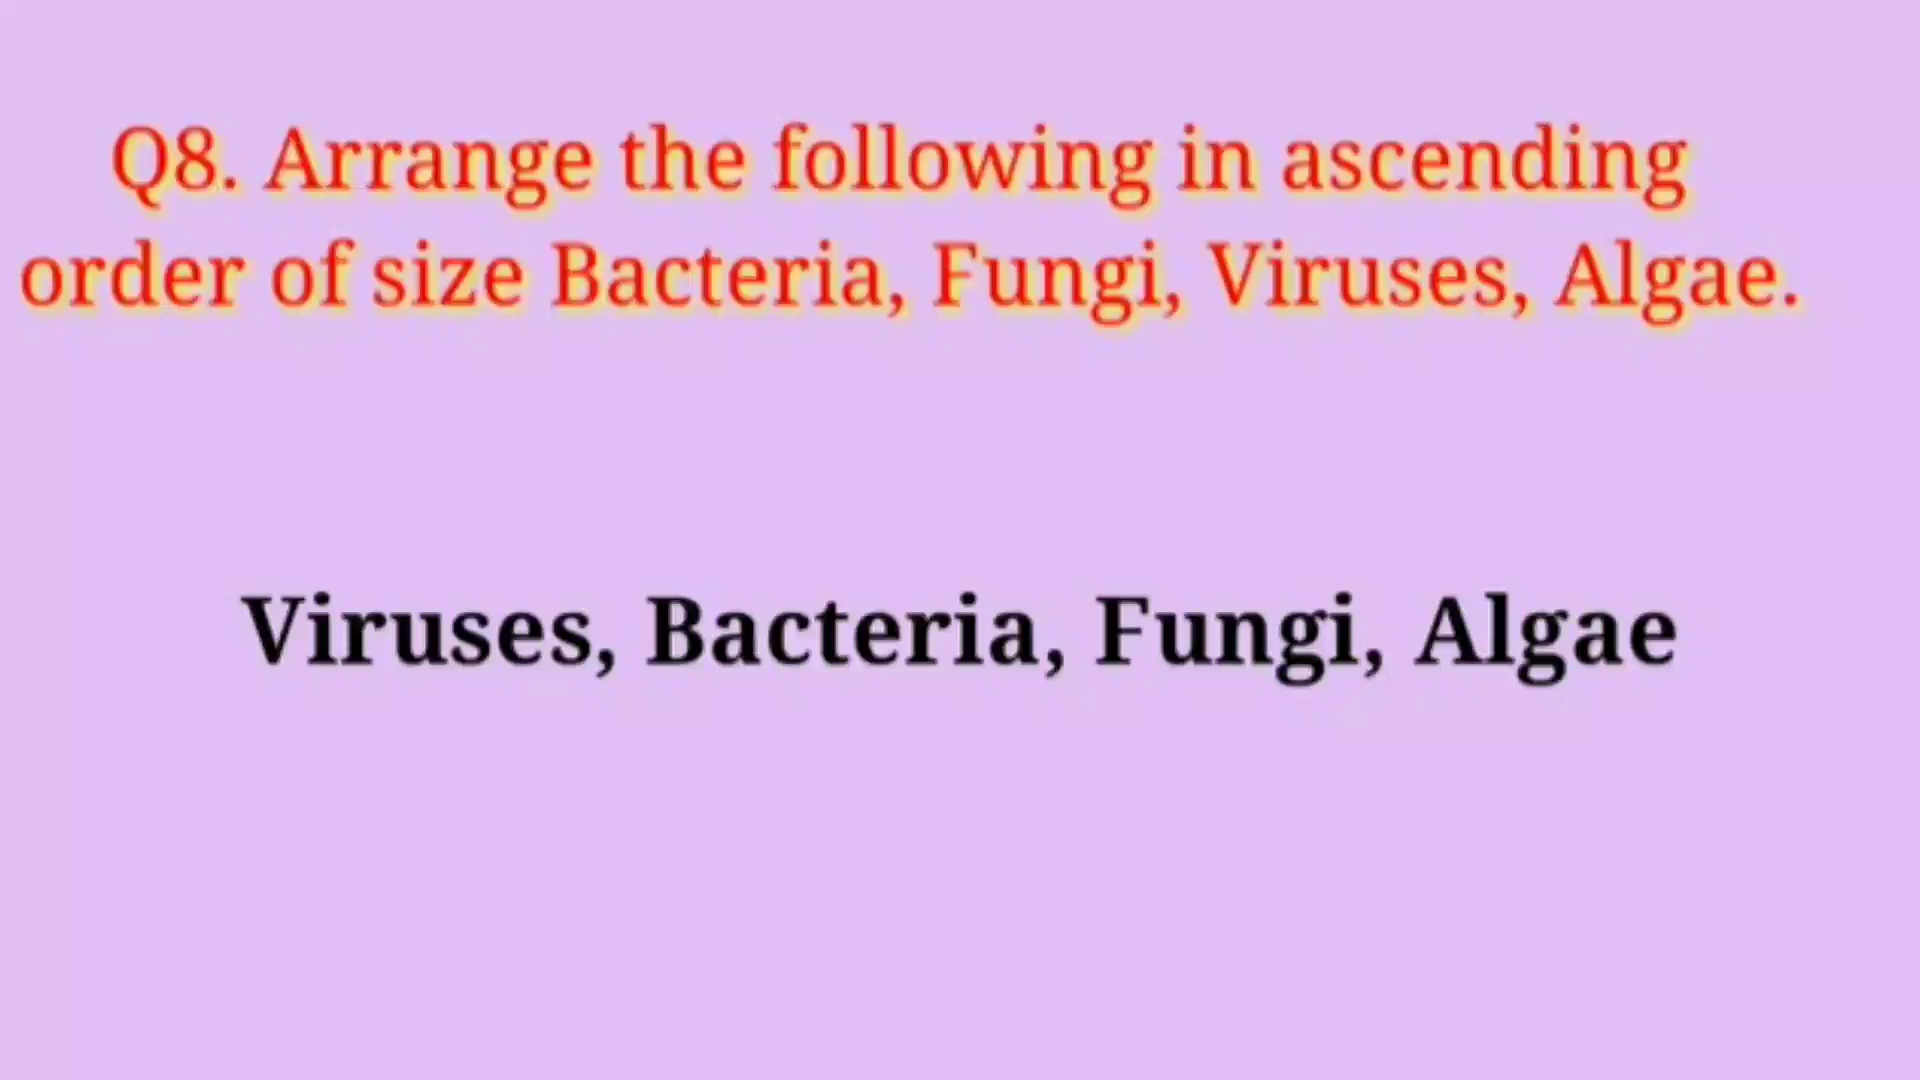 Q8. Arrange the following in ascending
order of size Bacteria, Fungi, Viruses, Algae.
Viruses, Bacteria, Fungi, Algae